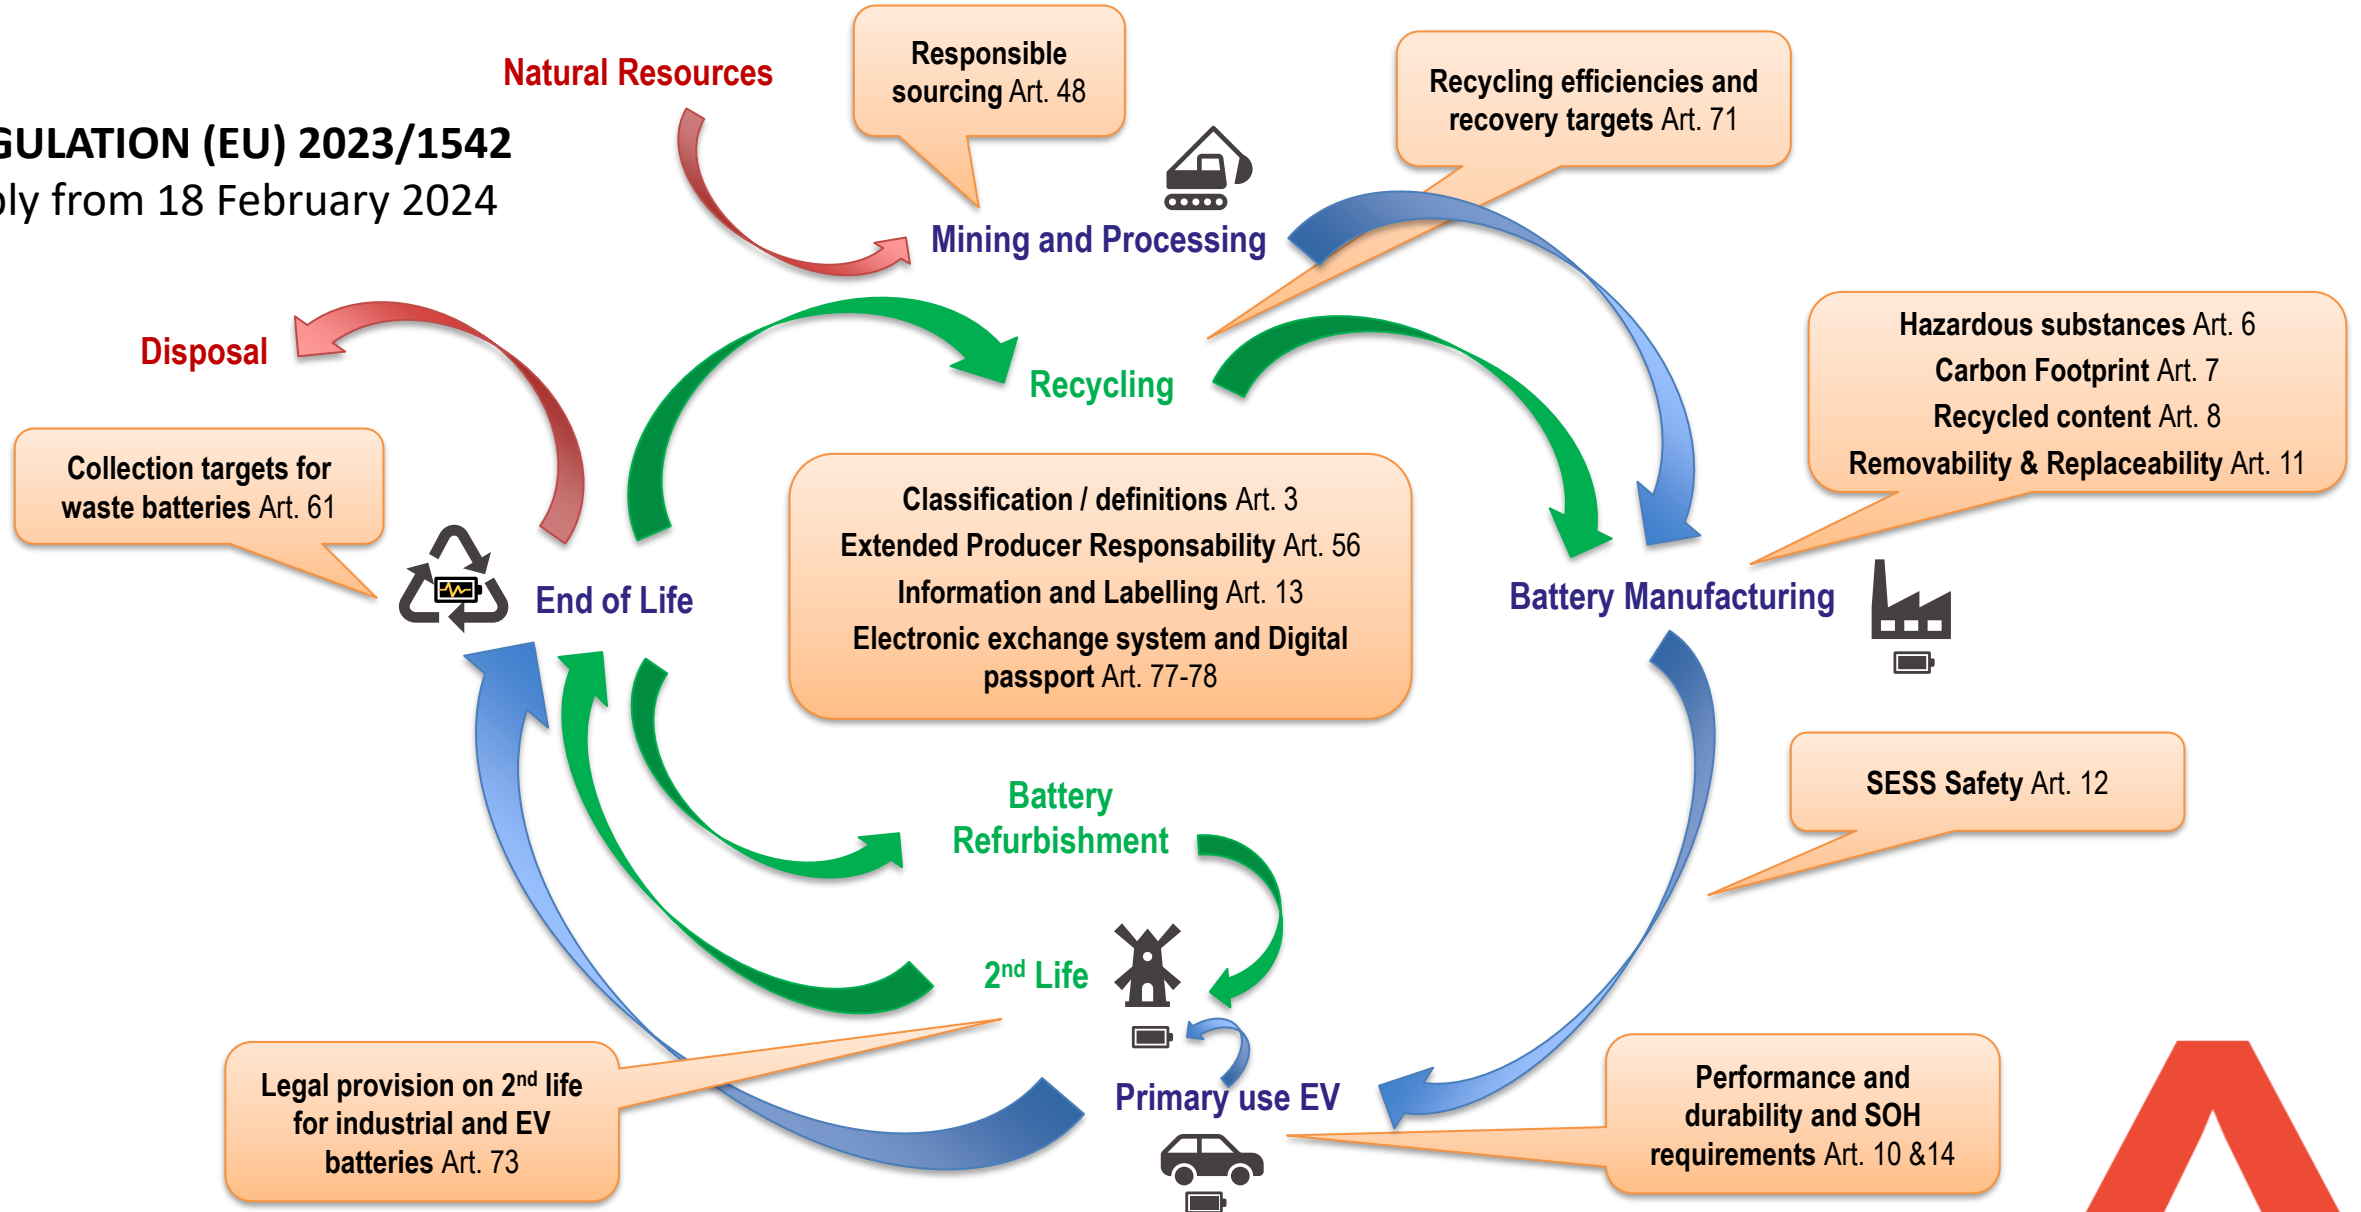 GULATION (EU) 2023/1542
ply from 18 February 2024
Natural Resources
Responsible
sourcing Art. 48
Recycling efficiencies and
recovery targets Art. 71
Mining and Processing
Disposal
Recycling
Hazardous substances Art. 6
Carbon Footprint Art. 7
Recycled content Art. 8
Removability & Replaceability Art. 11
Collection targets for
waste batteries Art. 61
Classification / definitions Art. 3
Extended Producer Responsability Art. 56
Information and Labelling Art. 13
Electronic exchange system and Digital
passport Art. 77-78
End of Life
Battery Manufacturing
SESS Safety Art. 12
Battery
Refurbishment
2nd Life
Legal provision on 2nd life
for industrial and EV
batteries Art. 73
Primary use EV
Performance and
durability and SOH
requirements Art. 10 &14